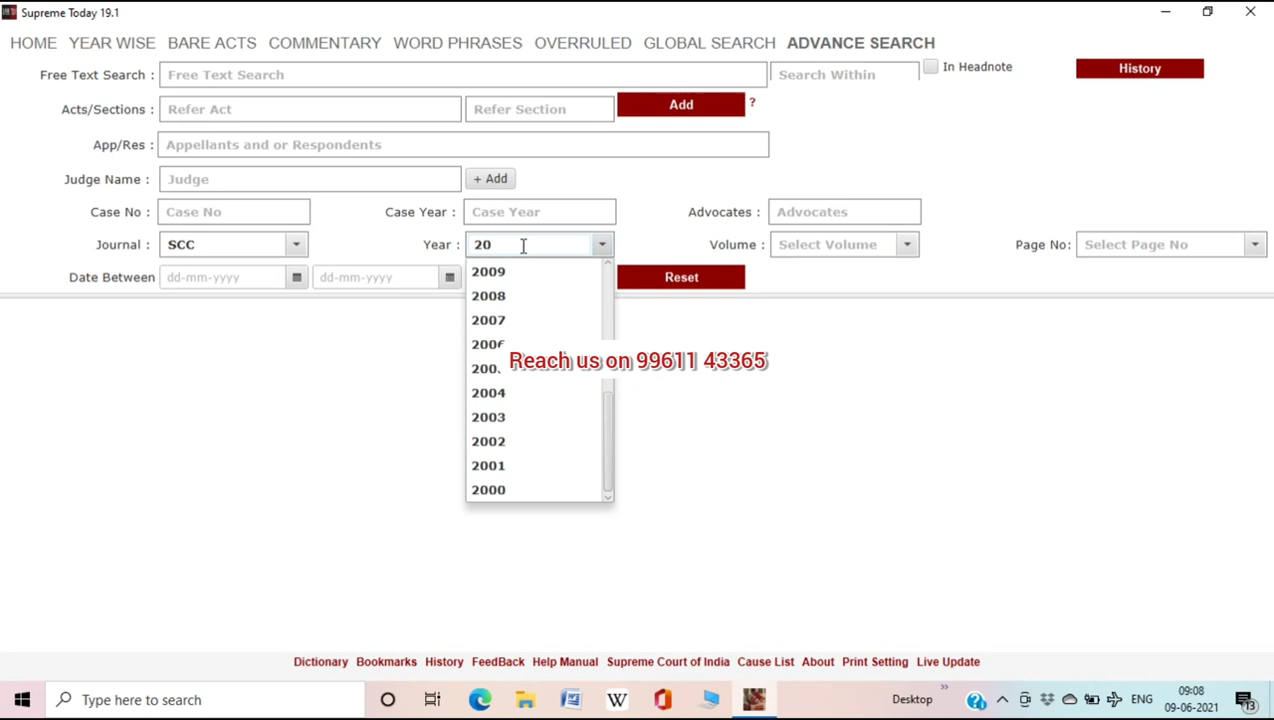 Supreme Today 19.1
HOME YEAR WISE BARE ACTS COMMENTARY WORD PHRASES OVERRULED GLOBAL SEARCH ADVANCE SEARCH
Free Text Search : Free Text Search Search Within In Headnote History
Acts/Sections : Refer Act Refer Section Add ?
App/Res : Appellants and or Respondents
Judge Name : Judge + Add
Case No : Case No Case Year : Case Year Advocates : Advocates
Journal : SCC Year : 20 Volume : Select Volume Page No: Select Page No
Date Between dd-mm-yyyy dd-mm-yyyy Reset
2009
2008
2007
2006
Reach us on 99611 43365
2004
2003
2002
2001
2000
Dictionary Bookmarks History FeedBack Help Manual Supreme Court of India Cause List About Print Setting Live Update
Type here to search Desktop » ENG 09:08
09-06-2021 13